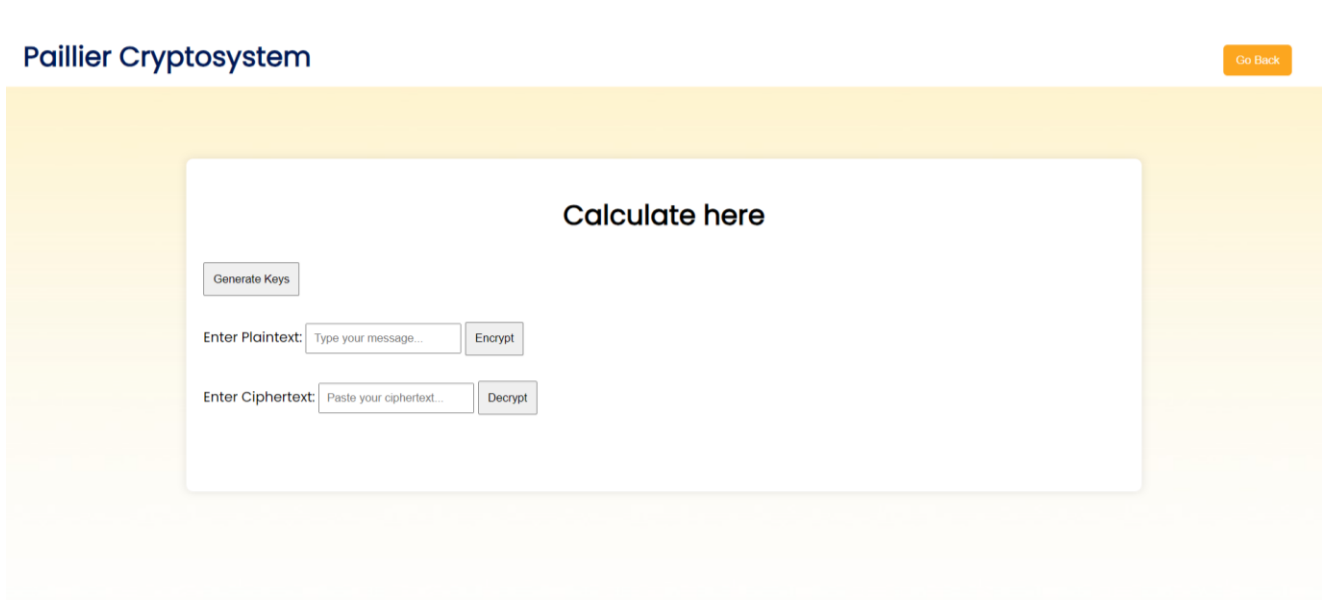 Paillier Cryptosystem
Go Back
Calculate here
Generate Keys
Enter Plaintext: Type your message... Encrypt
Enter Ciphertext: Paste your ciphertext... Decrypt